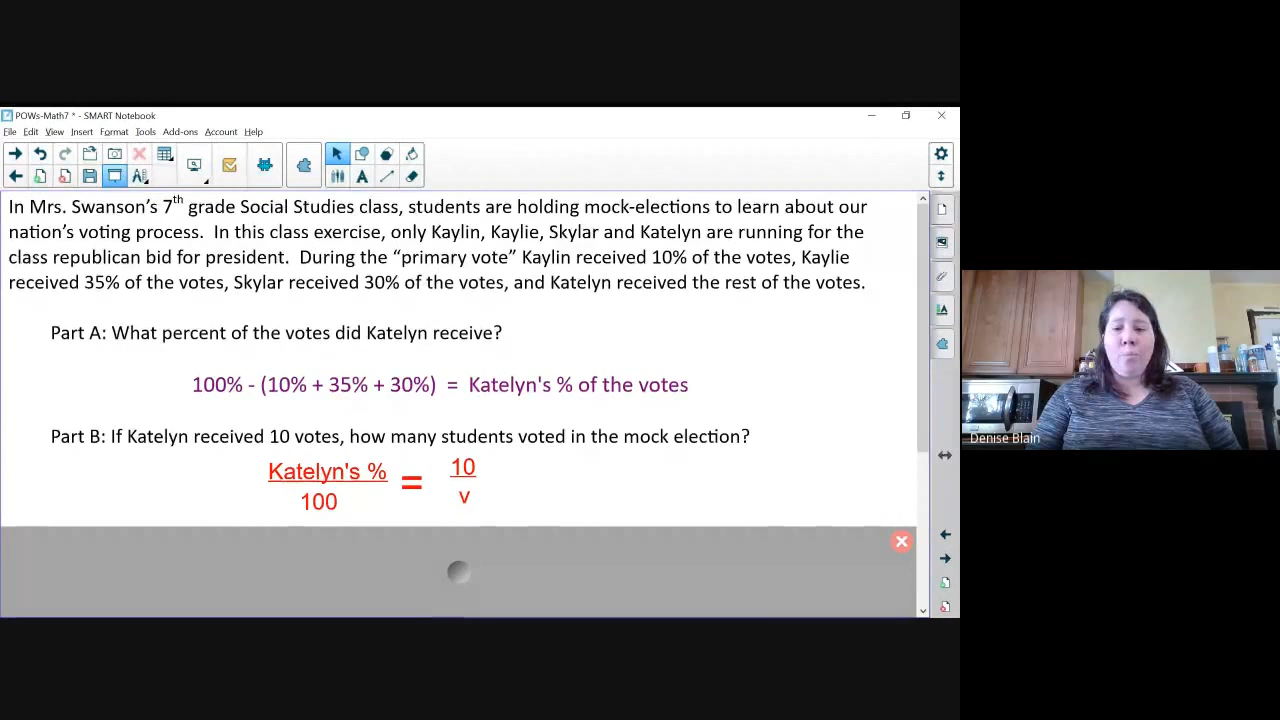 POWs-Math7 * - SMART Notebook
File Edit View Insert Format Tools Add-ons Account Help
In Mrs. Swanson's 7th grade Social Studies class, students are holding mock-elections to learn about our
nation's voting process. In this class exercise, only Kaylin, Kaylie, Skylar and Katelyn are running for the
class republican bid for president. During the “primary vote” Kaylin received 10% of the votes, Kaylie
received 35% of the votes, Skylar received 30% of the votes, and Katelyn received the rest of the votes.
Part A: What percent of the votes did Katelyn receive?
100% - (10% + 35% + 30%) = Katelyn's % of the votes
Part B: If Katelyn received 10 votes, how many students voted in the mock election?
Katelyn's % = 10
100 v
Denise Blain